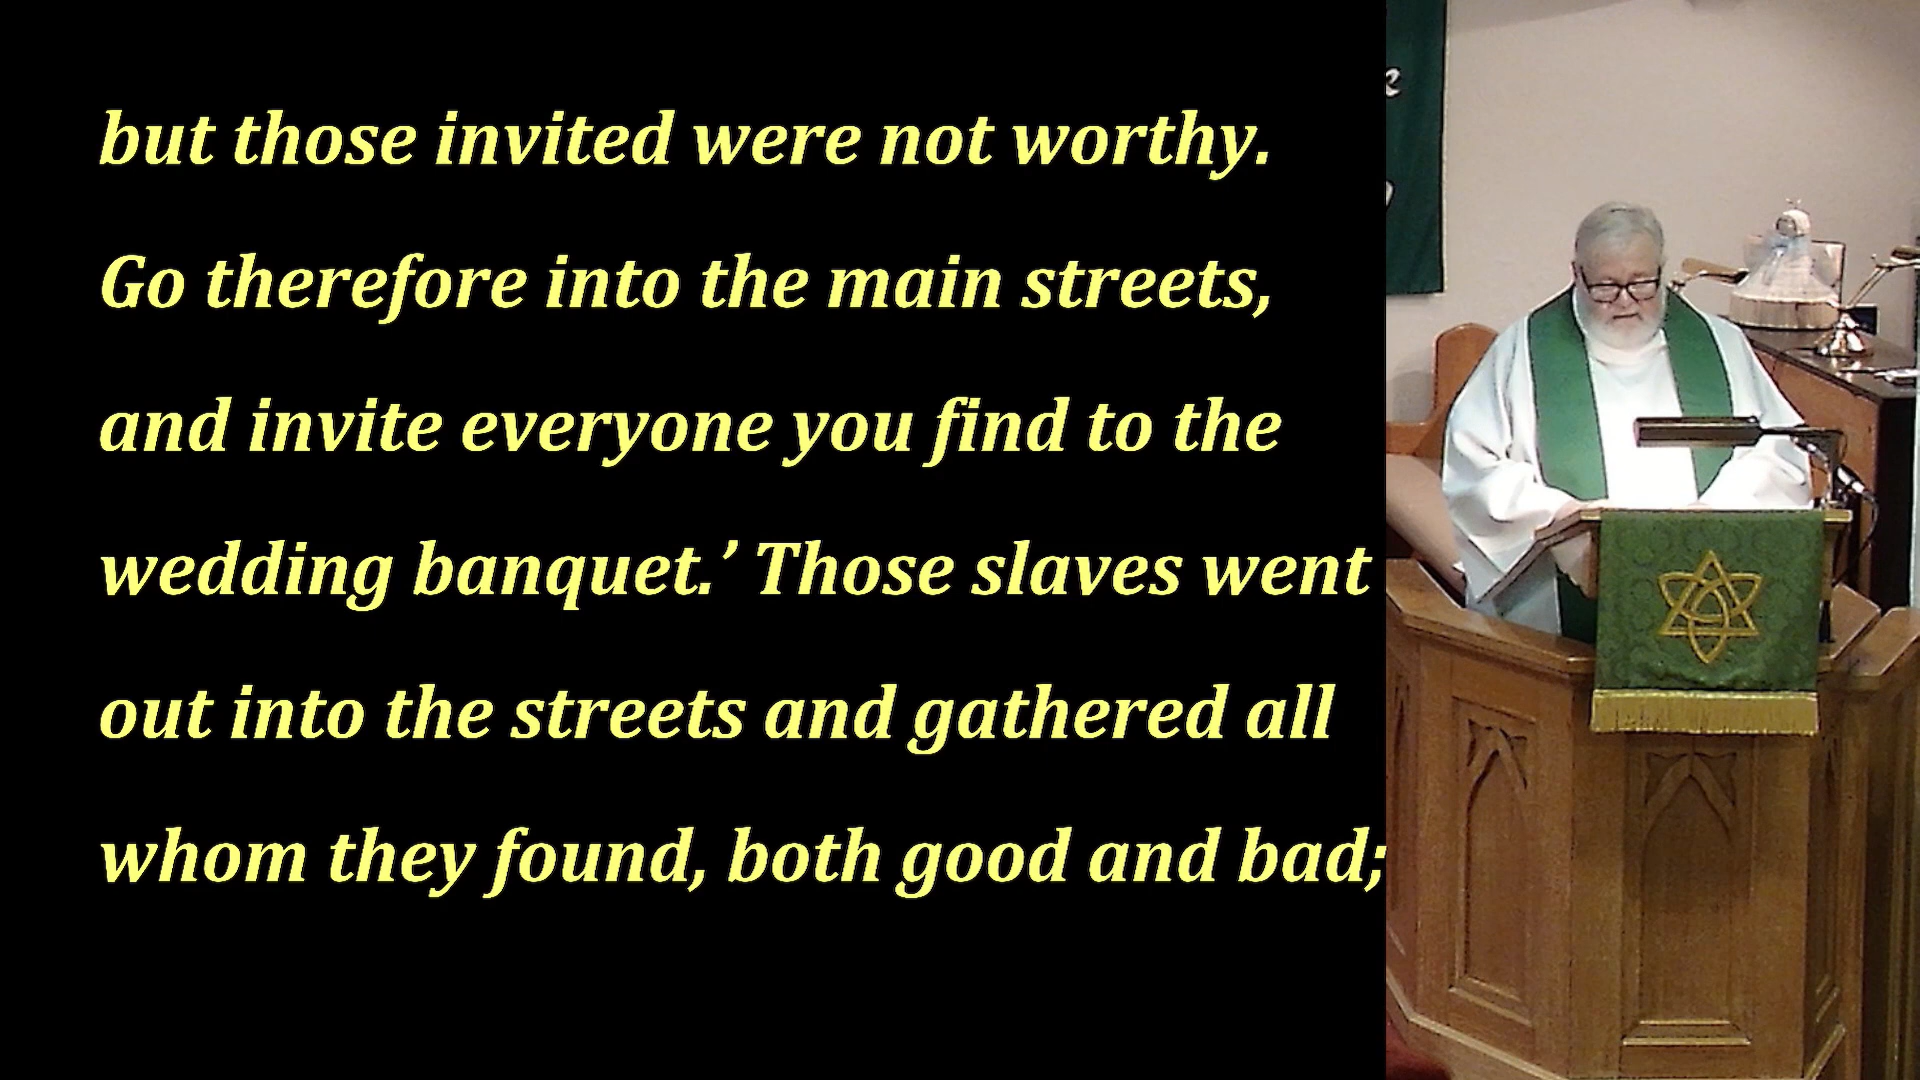 but those invited were not worthy.
Go therefore into the main streets,
and invite everyone you find to the
wedding banquet.’ Those slaves went
out into the streets and gathered all
whom they found, both good and bad;